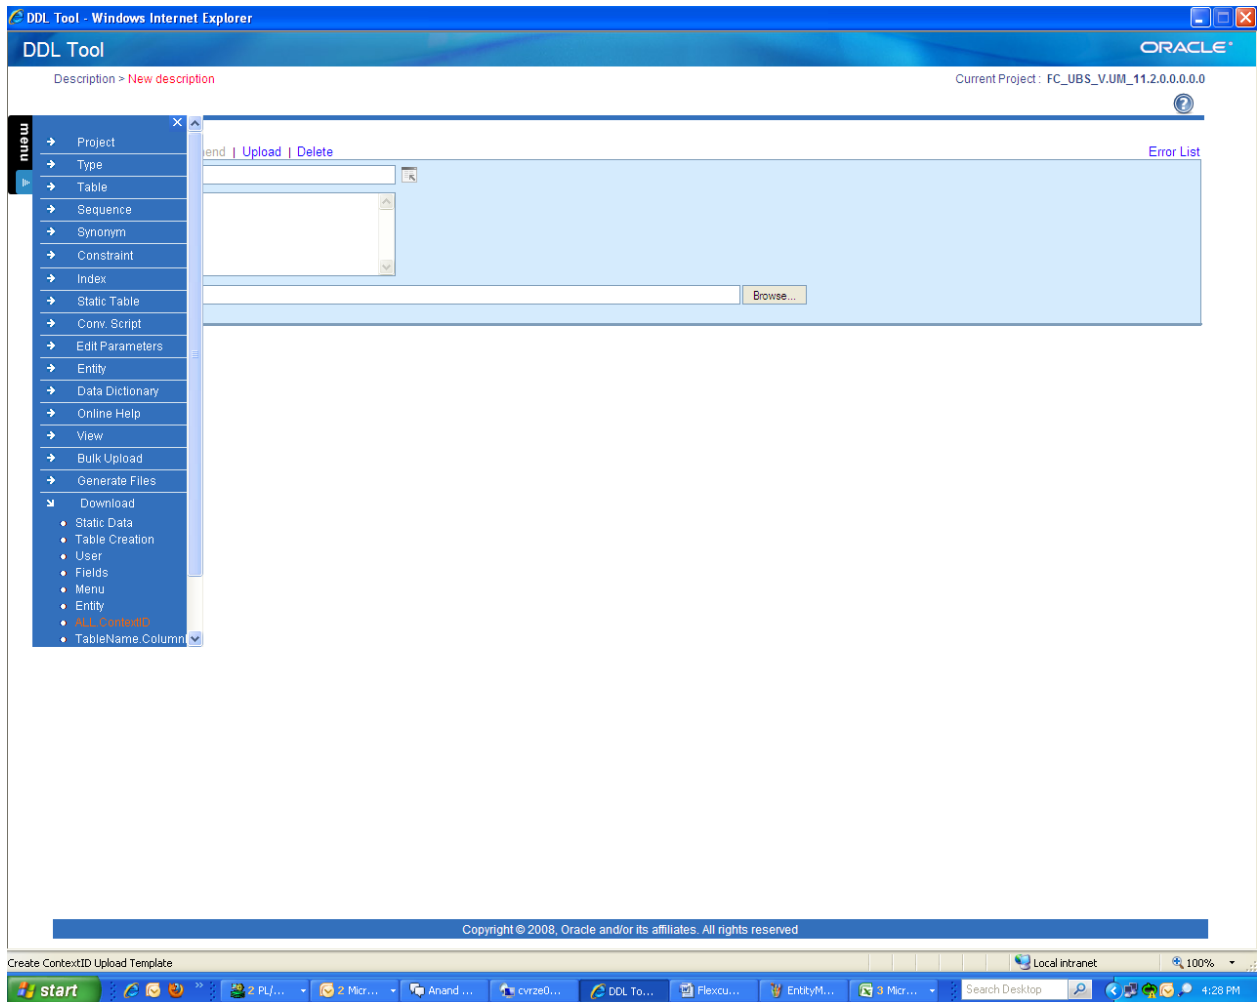 DDL Tool - Windows Internet Explorer
DDL Tool
ORACLE
Description > New description
Current Project : FC_UBS_V.UM_11.2.0.0.0.0.0
menu
| Upload | Delete
Error List
Project
Type
Table
Sequence
Synonym
Constraint
Index
Static Table
Browse...
Conv. Script
Edit Parameters
Entity
Data Dictionary
Online Help
View
Bulk Upload
Generate Files
Download
Static Data
Table Creation
User
Fields
Menu
Entity
ALL.ContextID
TableName.Column
Copyright © 2008, Oracle and/or its affiliates. All rights reserved
Create ContextID Upload Template
Local intranet
100%
start
2 PL/...
2 Micr...
Anand ...
cvrze0...
DDL To...
Flexcu...
EntityM...
3 Micr...
Search Desktop
4:28 PM